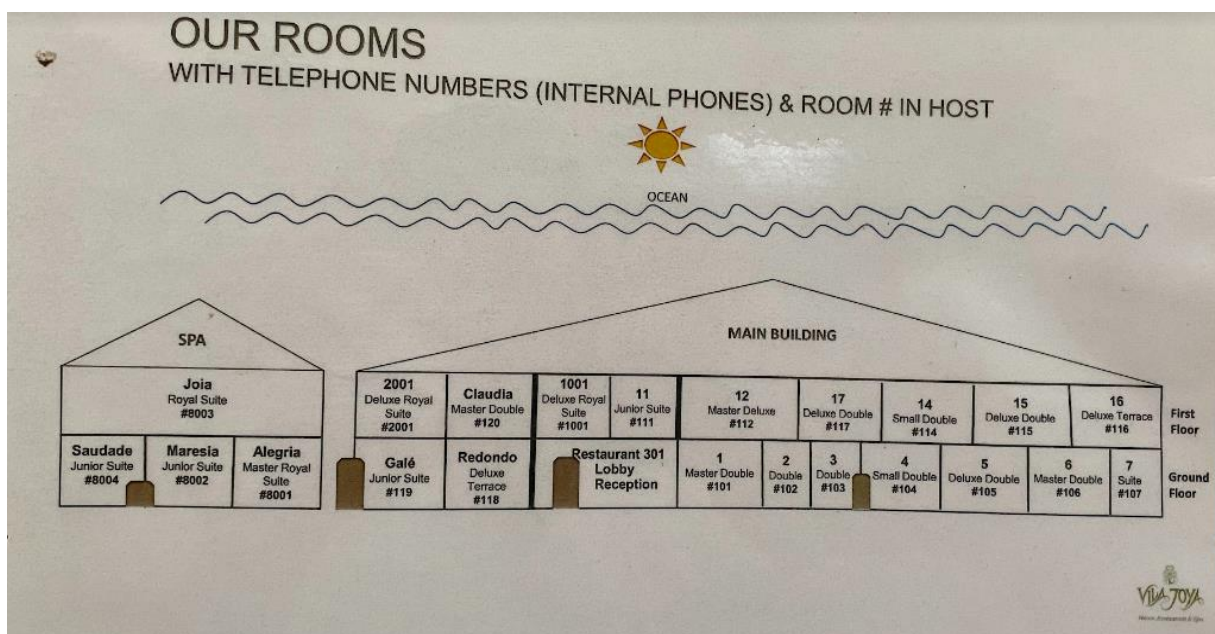 OUR ROOMS
WITH TELEPHONE NUMBERS (INTERNAL PHONES) & ROOM # IN HOST
OCEAN
SPA
Joia
Royal Suite
#8003
Saudade
Junior Suite
#8004
Maresia
Junior Suite
#8002
Alegria
Master Royal
Suite
#8001
MAIN BUILDING
2001
Deluxe Royal
Suite
#2001
Claudia
Master Double
#120
1001
Deluxe Royal
Suite
#1001
11
Junior Suite
#111
12
Master Deluxe
#112
17
Deluxe Double
#117
14
Small Double
#114
15
Deluxe Double
#115
16
Deluxe Terrace
#116
First
Floor
Galé
Junior Suite
#119
Redondo
Deluxe
Terrace
#118
Restaurant 301
Lobby
Reception
1
Master Double
#101
2
Double
#102
3
Double
#103
4
Small Double
#104
5
Deluxe Double
#105
6
Master Double
#106
7
Suite
#107
Ground
Floor
VILA JOYA